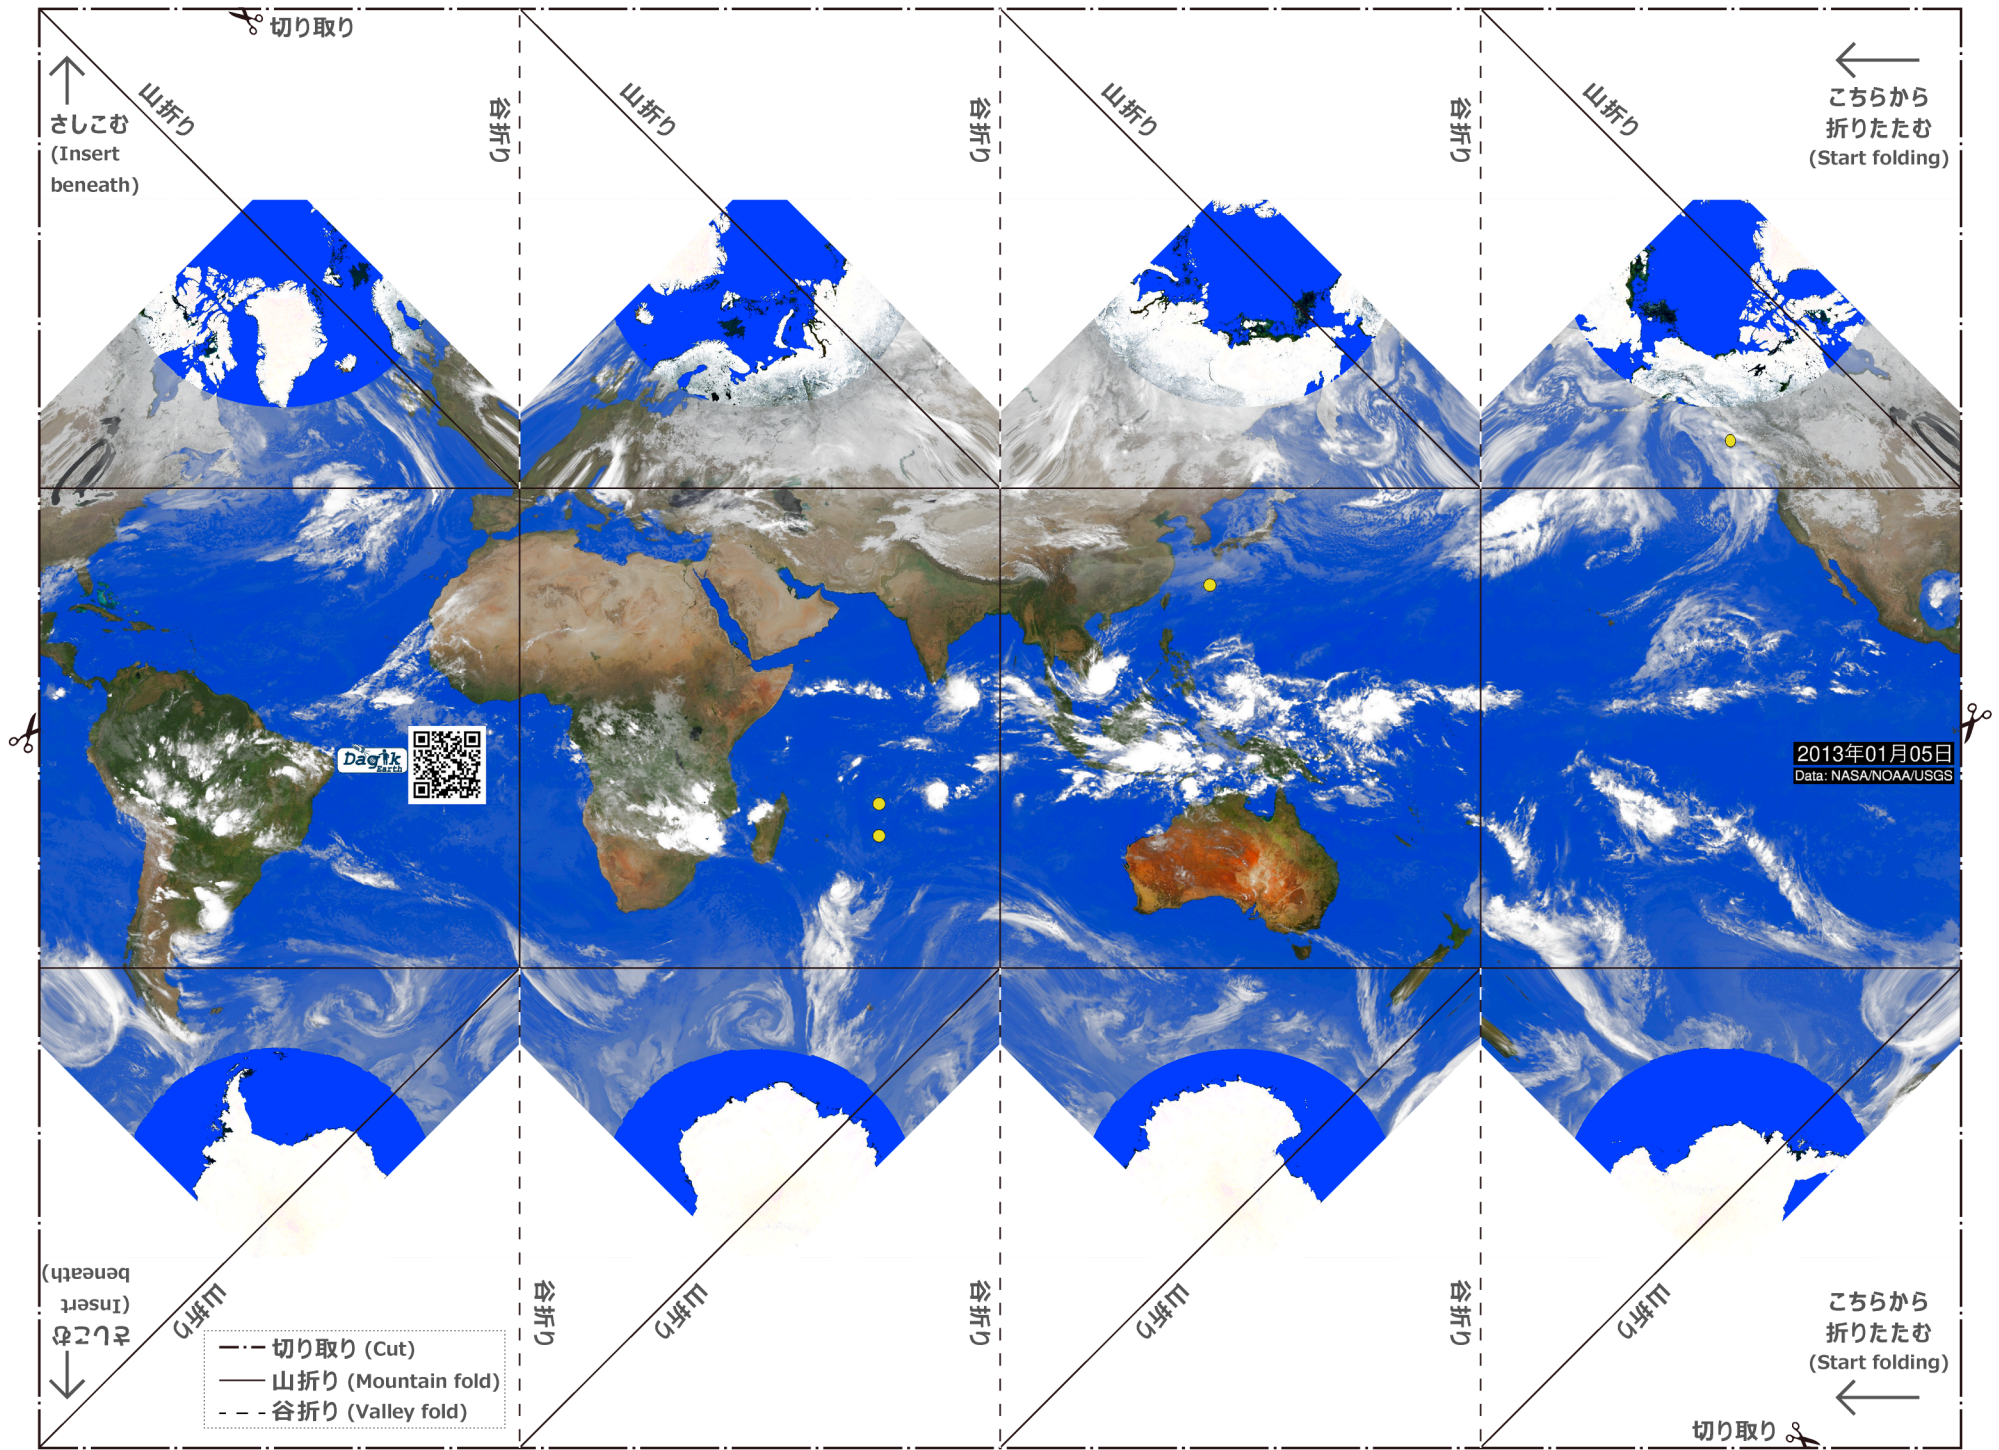 切り取り
さしこむ
(Insert
beneath)
山折り
谷折り
山折り
谷折り
山折り
谷折り
山折り
こちらから
折りたたむ
(Start folding)
Dagik
Earth
2013年01月05日
Data: NASA/NOAA/USGS
さしこむ
(Insert
beneath)
山折り
谷折り
山折り
谷折り
山折り
谷折り
山折り
こちらから
折りたたむ
(Start folding)
切り取り (Cut)
山折り (Mountain fold)
谷折り (Valley fold)
切り取り